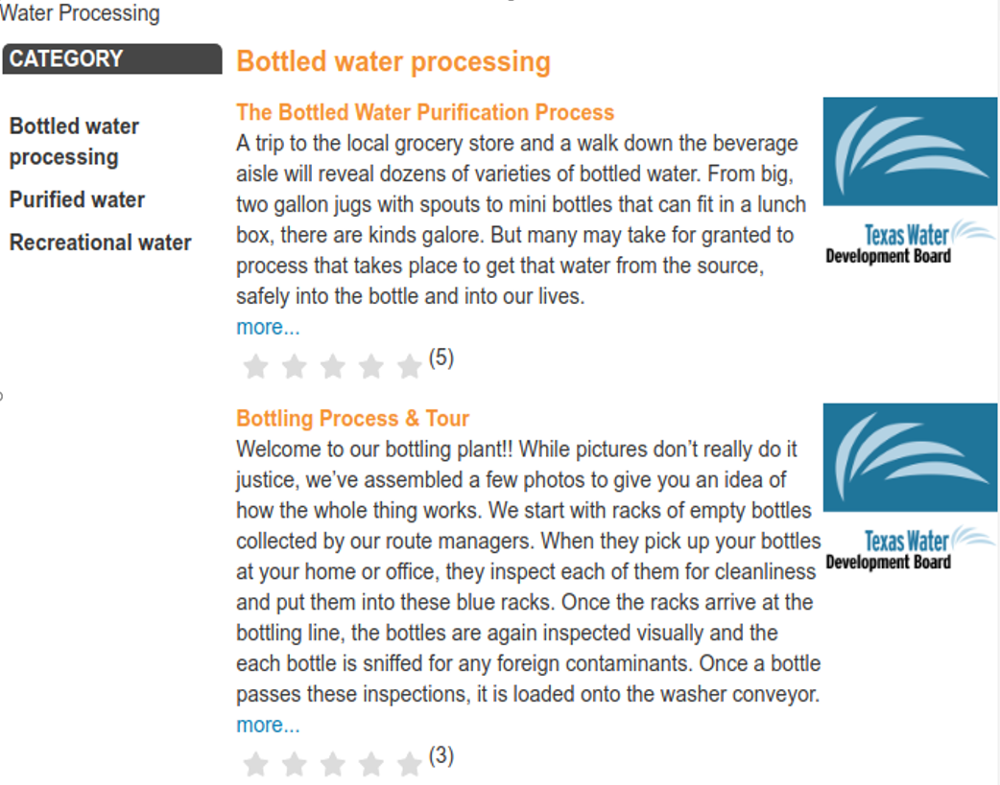 Water Processing
CATEGORY
Bottled water
processing
Purified water
Recreational water
Bottled water processing
The Bottled Water Purification Process
A trip to the local grocery store and a walk down the beverage
aisle will reveal dozens of varieties of bottled water. From big,
two gallon jugs with spouts to mini bottles that can fit in a lunch
box, there are kinds galore. But many may take for granted to
process that takes place to get that water from the source,
safely into the bottle and into our lives.
more...
(5)
Texas Water
Development Board
Bottling Process & Tour
Welcome to our bottling plant!! While pictures don’t really do it
justice, we’ve assembled a few photos to give you an idea of
how the whole thing works. We start with racks of empty bottles
collected by our route managers. When they pick up your bottles
at your home or office, they inspect each of them for cleanliness
and put them into these blue racks. Once the racks arrive at the
bottling line, the bottles are again inspected visually and the
each bottle is sniffed for any foreign contaminants. Once a bottle
passes these inspections, it is loaded onto the washer conveyor.
more...
(3)
Texas Water
Development Board